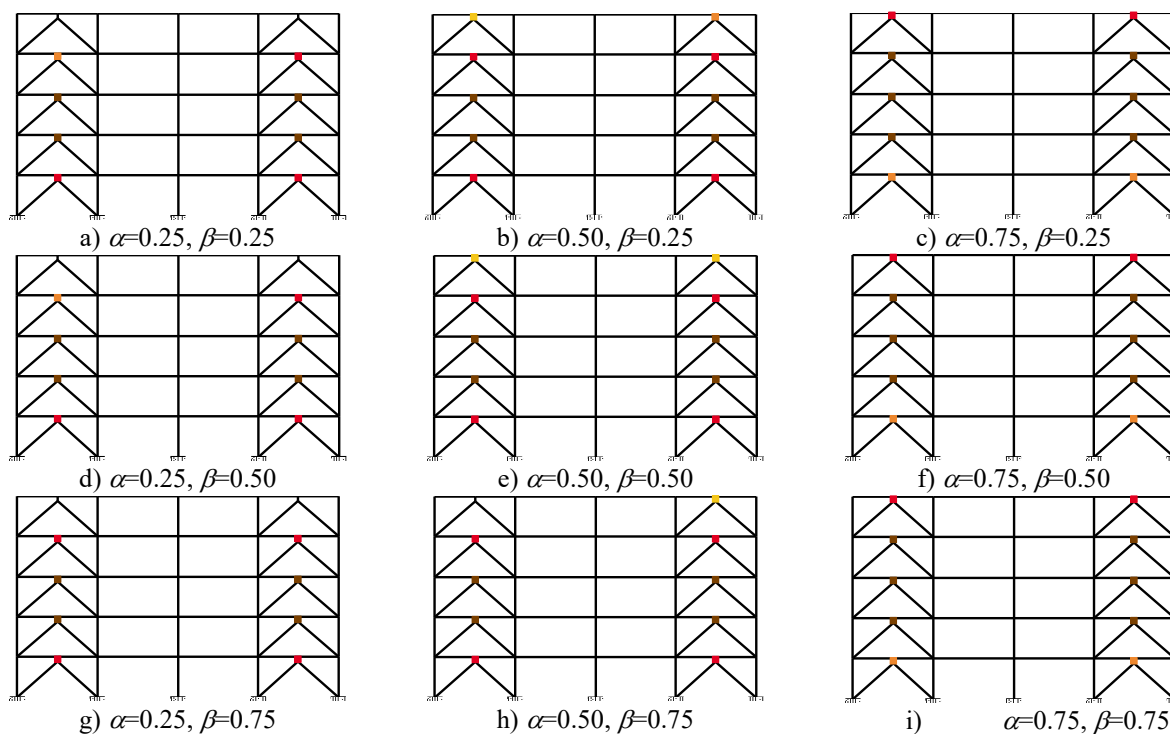 a) α=0.25, β=0.25
b) α=0.50, β=0.25
c) α=0.75, β=0.25
d) α=0.25, β=0.50
e) α=0.50, β=0.50
f) α=0.75, β=0.50
g) α=0.25, β=0.75
h) α=0.50, β=0.75
i) α=0.75, β=0.75